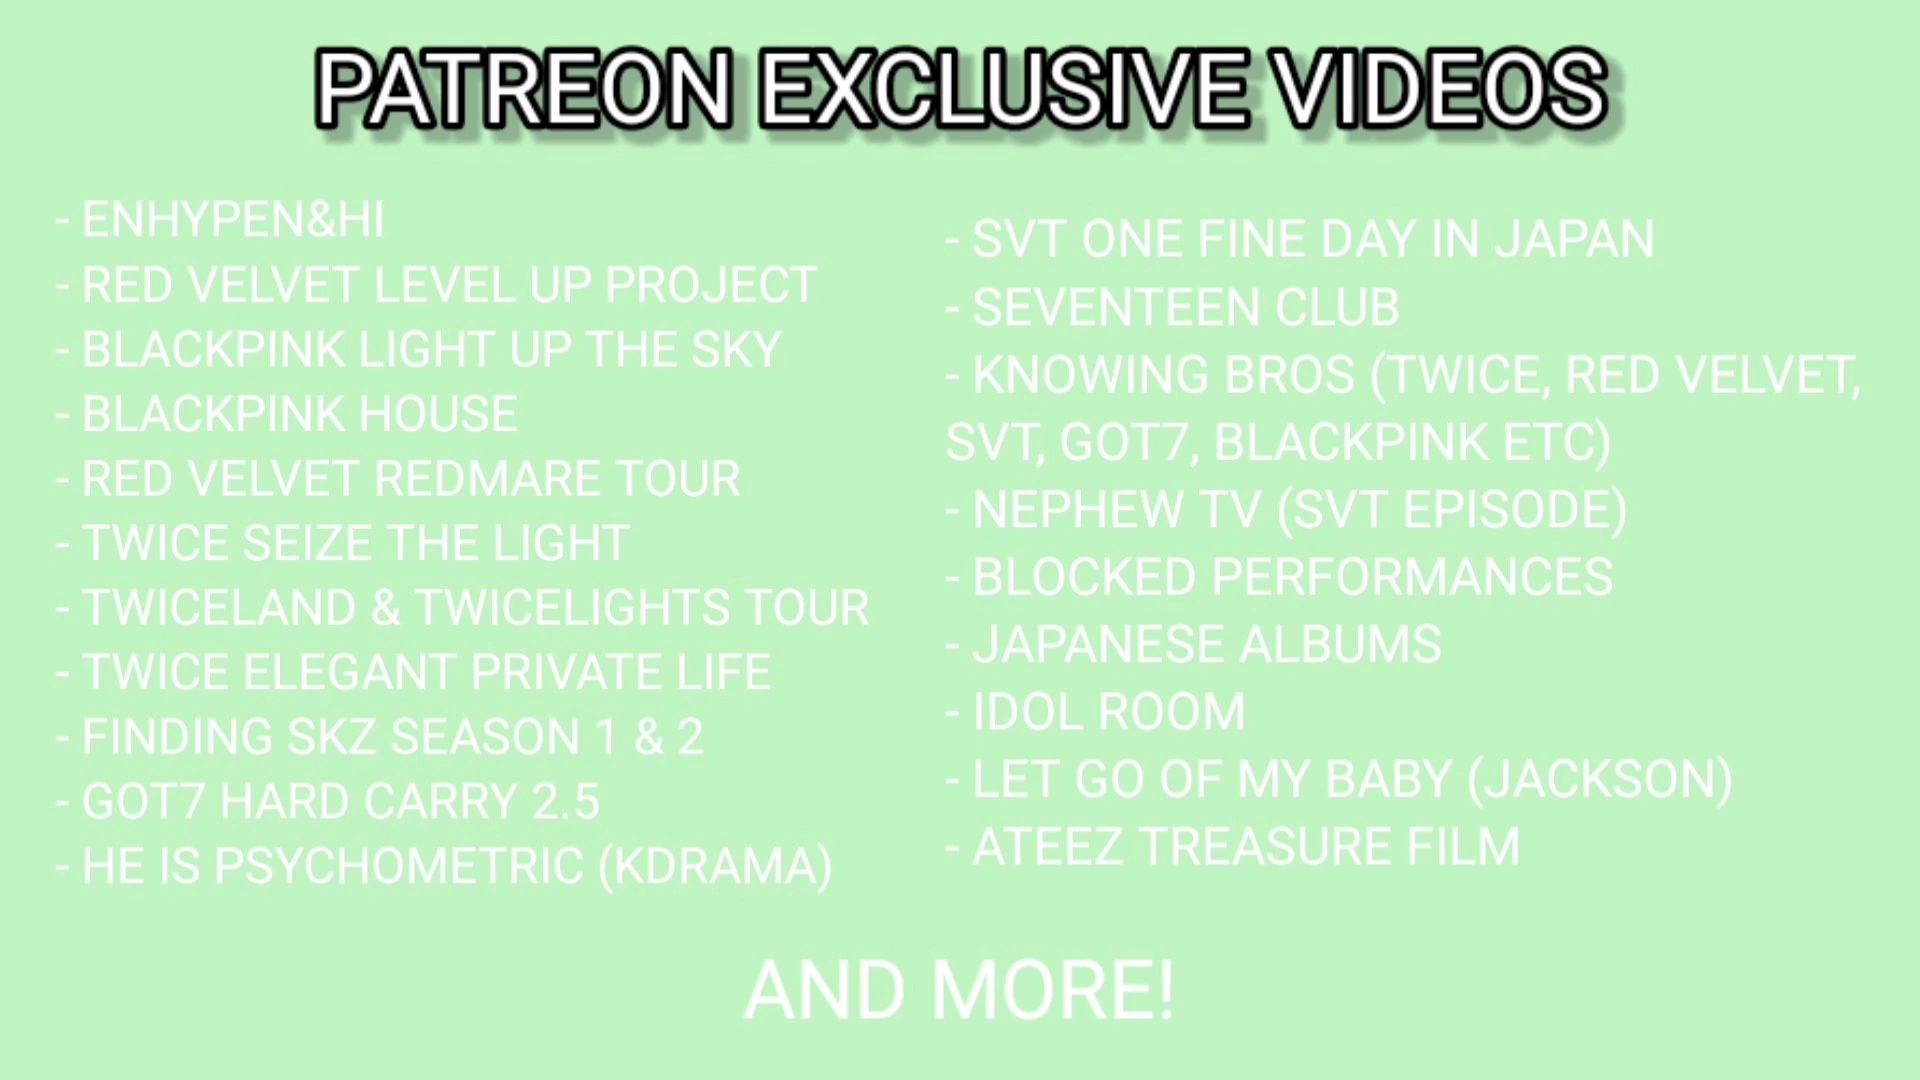 PATREON EXCLUSIVE VIDEOS
- ENHYPEN&HI
- RED VELVET LEVEL UP PROJECT
- BLACKPINK LIGHT UP THE SKY
- BLACKPINK HOUSE
- RED VELVET REDMARE TOUR
- TWICE SEIZE THE LIGHT
- TWICELAND & TWICELIGHTS TOUR
- TWICE ELEGANT PRIVATE LIFE
- FINDING SKZ SEASON 1 & 2
- GOT7 HARD CARRY 2.5
- HE IS PSYCHOMETRIC (KDRAMA)
- SVT ONE FINE DAY IN JAPAN
- SEVENTEEN CLUB
- KNOWING BROS (TWICE, RED VELVET,
SVT, GOT7, BLACKPINK ETC)
- NEPHEW TV (SVT EPISODE)
- BLOCKED PERFORMANCES
- JAPANESE ALBUMS
- IDOL ROOM
- LET GO OF MY BABY (JACKSON)
- ATEEZ TREASURE FILM
AND MORE!